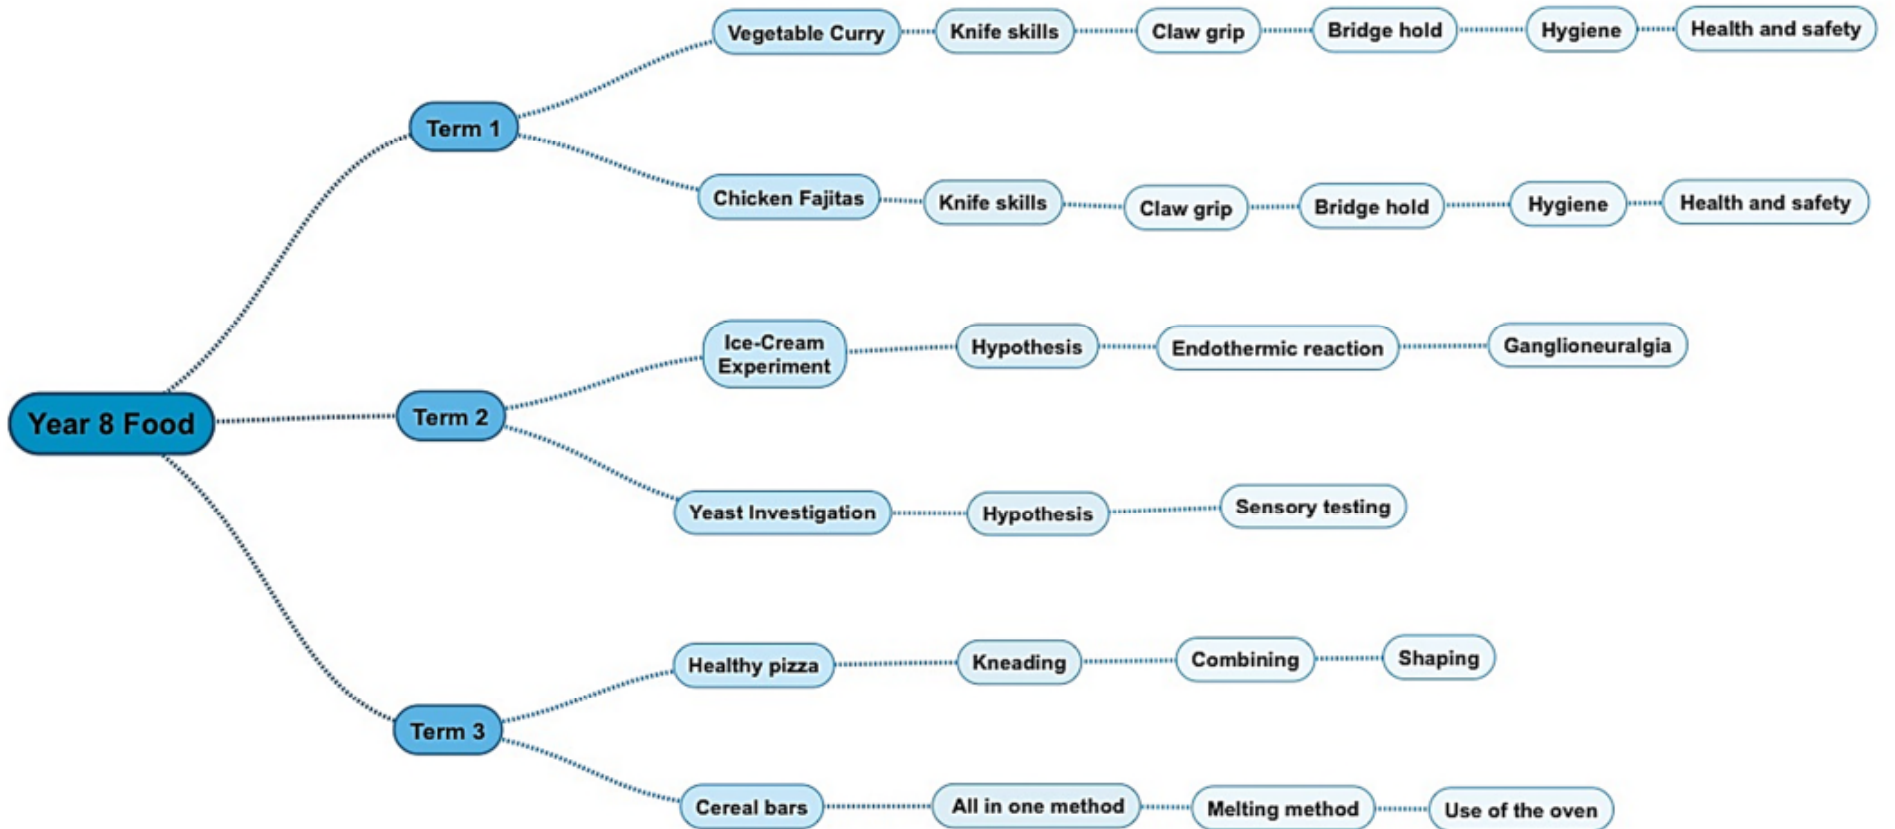 Year 8 Food
Term 1
Vegetable Curry
Knife skills
Claw grip
Bridge hold
Hygiene
Health and safety
Chicken Fajitas
Knife skills
Claw grip
Bridge hold
Hygiene
Health and safety
Term 2
Ice-Cream
Experiment
Hypothesis
Endothermic reaction
Ganglioneuralgia
Yeast Investigation
Hypothesis
Sensory testing
Term 3
Healthy pizza
Kneading
Combining
Shaping
Cereal bars
All in one method
Melting method
Use of the oven